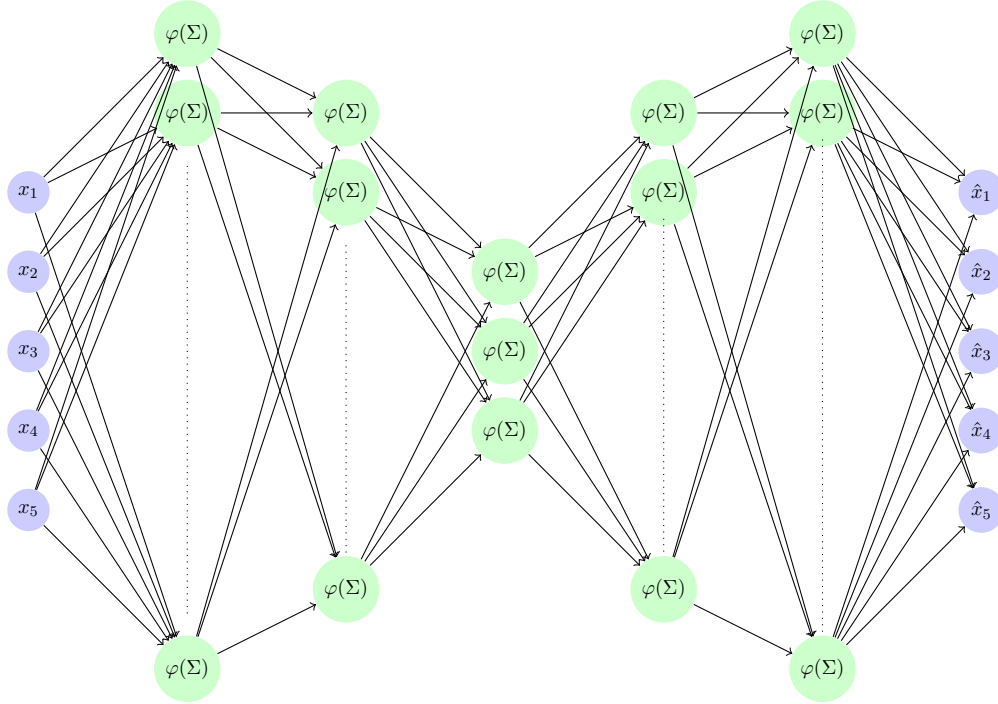 φ(Σ) φ(Σ)
φ(Σ) φ(Σ) φ(Σ) φ(Σ)
x₁ φ(Σ) φ(Σ) x̂₁
x₂ φ(Σ) x̂₂
x₃ φ(Σ) x̂₃
x₄ φ(Σ) x̂₄
x₅ x̂₅
φ(Σ) φ(Σ)
φ(Σ) φ(Σ)